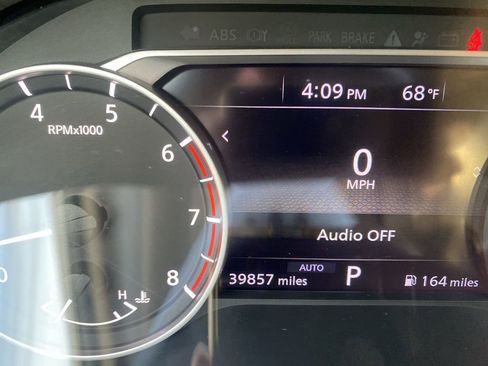 ABS PARK BRAKE
4:09 PM 68°F
4 5
RPMx1000
6
0
MPH
7
Audio OFF
0 8
AUTO
39857 miles P 164 miles
H